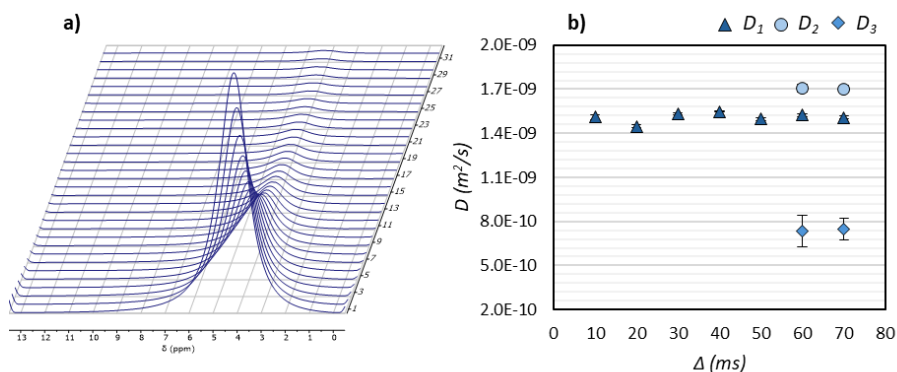 a)
31
29
27
25
23
21
19
17
15
13
11
9
7
5
3
1
13 12 11 10 9 8 7 6 5 4 3 2 1 0
δ (ppm)
b)
D1 D2 D3
2.0E-09
1.7E-09
1.4E-09
1.1E-09
8.0E-10
5.0E-10
2.0E-10
D (m²/s)
0 10 20 30 40 50 60 70 80
Δ (ms)